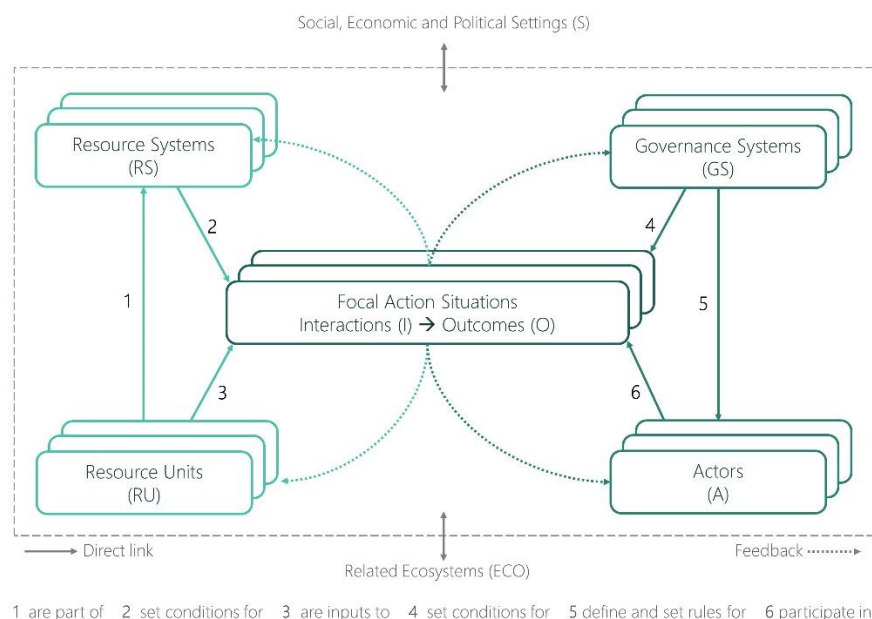 Social, Economic and Political Settings (S)
Resource Systems
(RS)
Governance Systems
(GS)
2
4
1
Focal Action Situations
Interactions (I) → Outcomes (O)
5
3
6
Resource Units
(RU)
Actors
(A)
Direct link
Feedback
Related Ecosystems (ECO)
1 are part of 2 set conditions for 3 are inputs to 4 set conditions for 5 define and set rules for 6 participate in